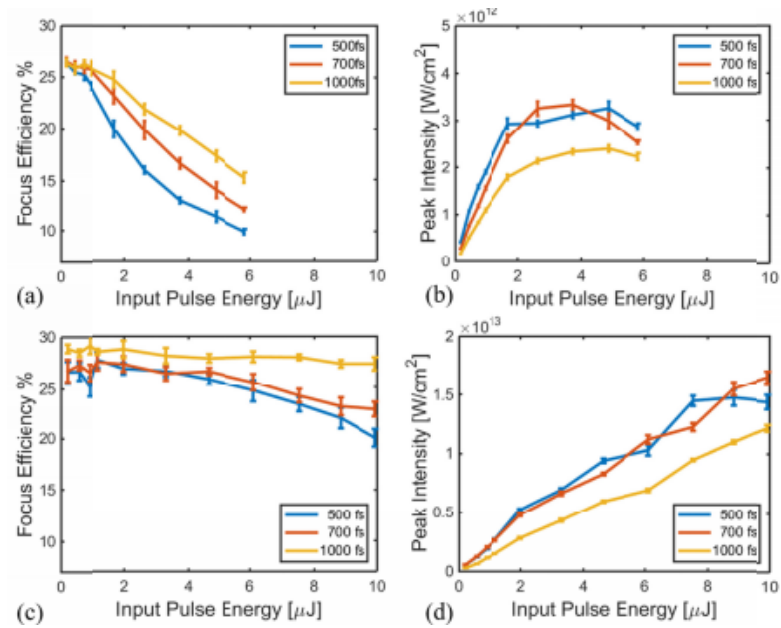 30
25
20
15
10
Focus Efficiency %
500fs
700fs
1000fs
0 2 4 6 8 10
Input Pulse Energy [μJ]
(a)
×10¹²
5
4
3
2
1
0
Peak Intensity [W/cm²]
500 fs
700 fs
1000 fs
0 2 4 6 8 10
Input Pulse Energy [μJ]
(b)
30
25
20
15
10
Focus Efficiency %
500 fs
700 fs
1000 fs
0 2 4 6 8 10
Input Pulse Energy [μJ]
(c)
×10¹³
2
1.5
1
0.5
0
Peak Intensity [W/cm²]
500 fs
700 fs
1000 fs
0 2 4 6 8 10
Input Pulse Energy [μJ]
(d)